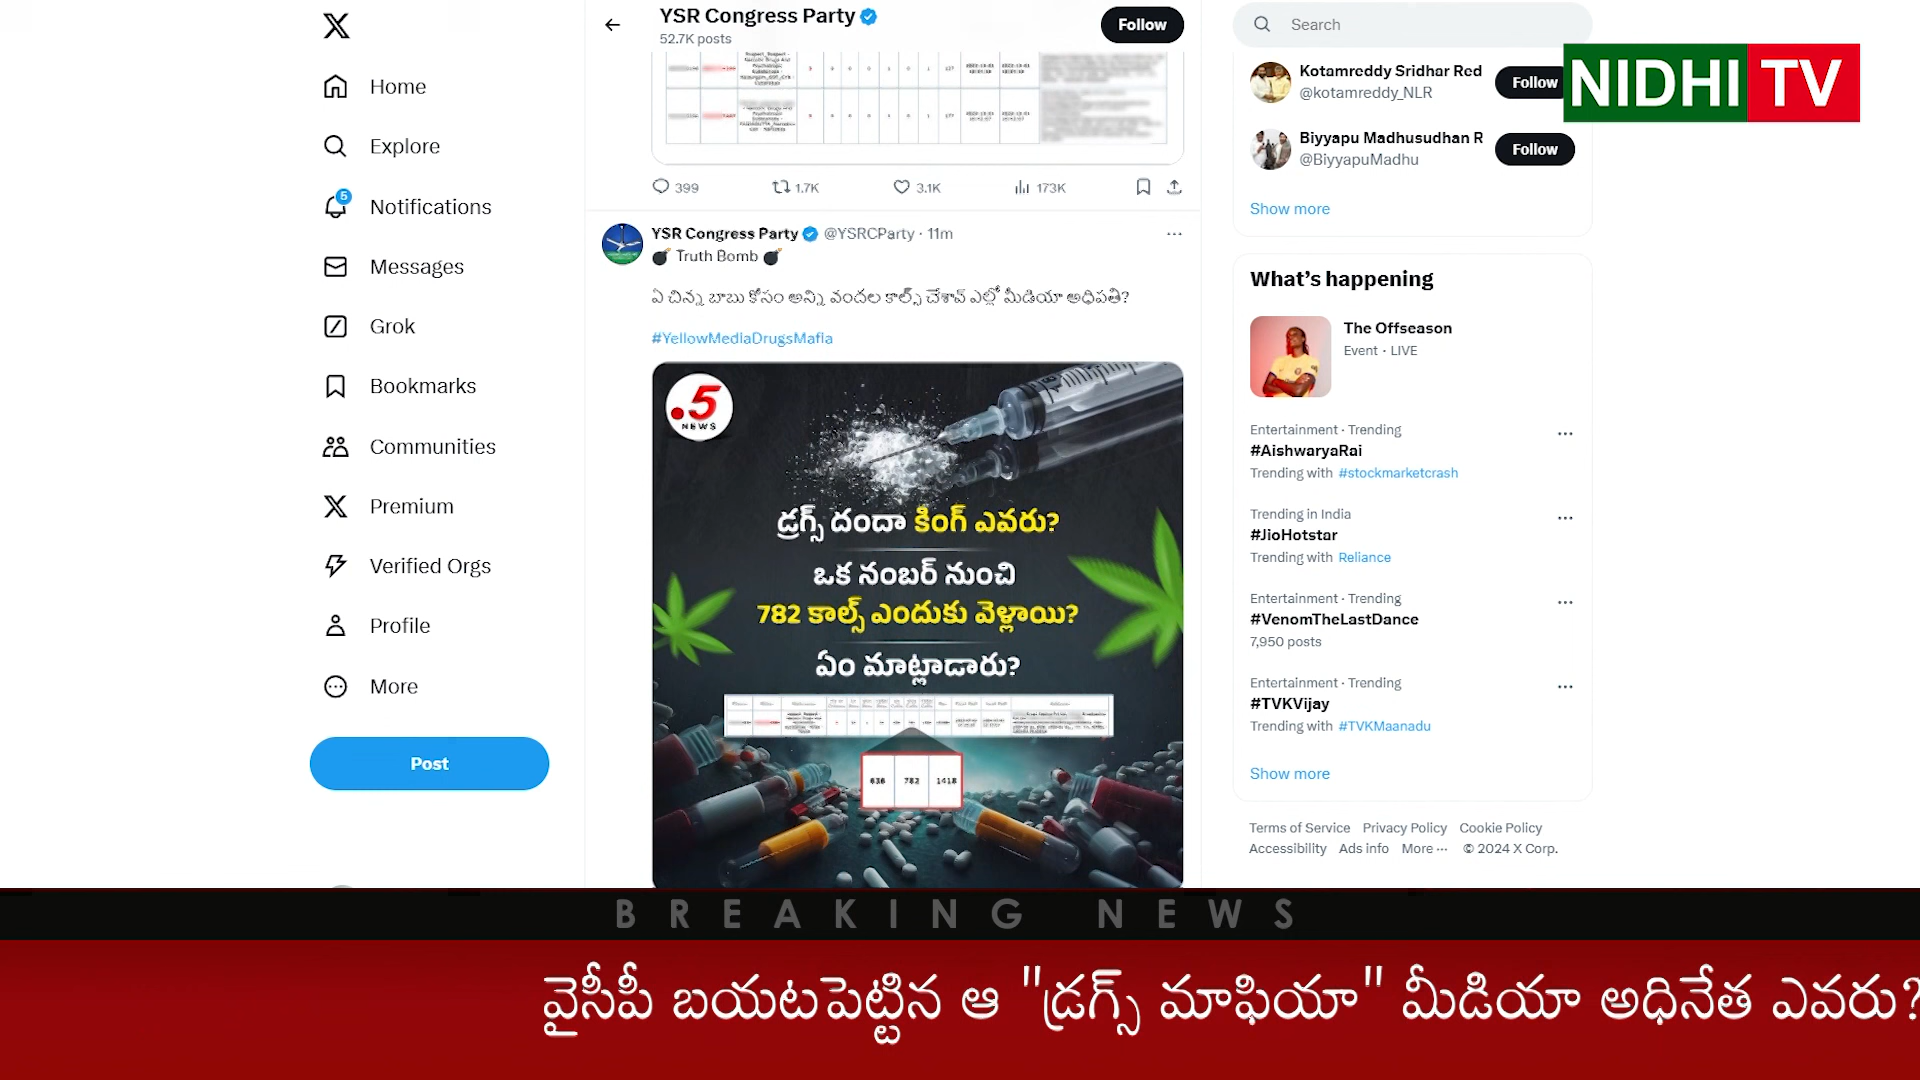 YSR Congress Party
52.7K posts
Follow
Search
Home
Explore
5
Notifications
Messages
Grok
Bookmarks
Communities
Premium
Verified Orgs
Profile
More
Post
399
1.7K
3.1K
173K
YSR Congress Party @YSRCParty · 11m
Truth Bomb
ఏ చిన్న బాబు కోసం అన్ని వందల కాల్స్ చేశావ్ ఎల్లో మీడియా అధిపతి?
#YellowMediaDrugsMafia
.5
NEWS
డ్రగ్స్ దందా కింగ్ ఎవరు?
ఒక నంబర్ నుంచి
782 కాల్స్ ఎందుకు వెళ్లాయి?
ఏం మాట్లాడారు?
636 782 1418
Kotamreddy Sridhar Red
@kotamreddy_NLR
Follow
Biyyapu Madhusudhan R
@BiyyapuMadhu
Follow
Show more
NIDHI TV
What's happening
The Offseason
Event · LIVE
Entertainment · Trending
#AishwaryaRai
Trending with #stockmarketcrash
Trending in India
#JioHotstar
Trending with Reliance
Entertainment · Trending
#VenomTheLastDance
7,950 posts
Entertainment · Trending
#TVKVijay
Trending with #TVKMaanadu
Show more
Terms of Service Privacy Policy Cookie Policy
Accessibility Ads info More ··· © 2024 X Corp.
BREAKING NEWS
వైసీపీ బయటపెట్టిన ఆ "డ్రగ్స్ మాఫియా" మీడియా అధినేత ఎవరు?